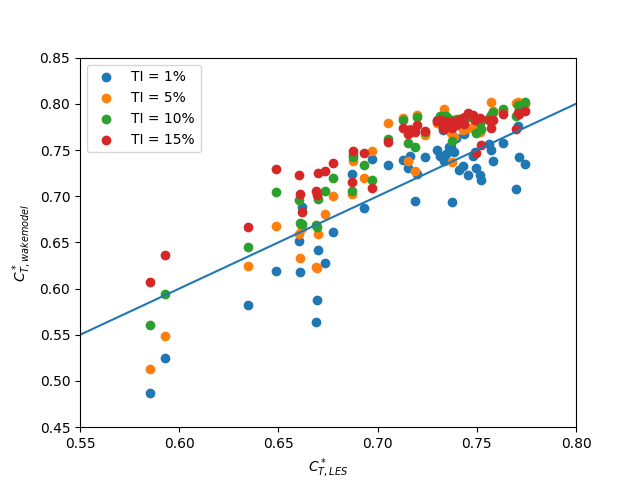 0.85
0.80
0.75
0.70
0.65
0.60
0.55
0.50
0.45
0.55
0.60
0.65
0.70
0.75
0.80
TI = 1%
TI = 5%
TI = 10%
TI = 15%
C*T,wakemodel
C*T,LES